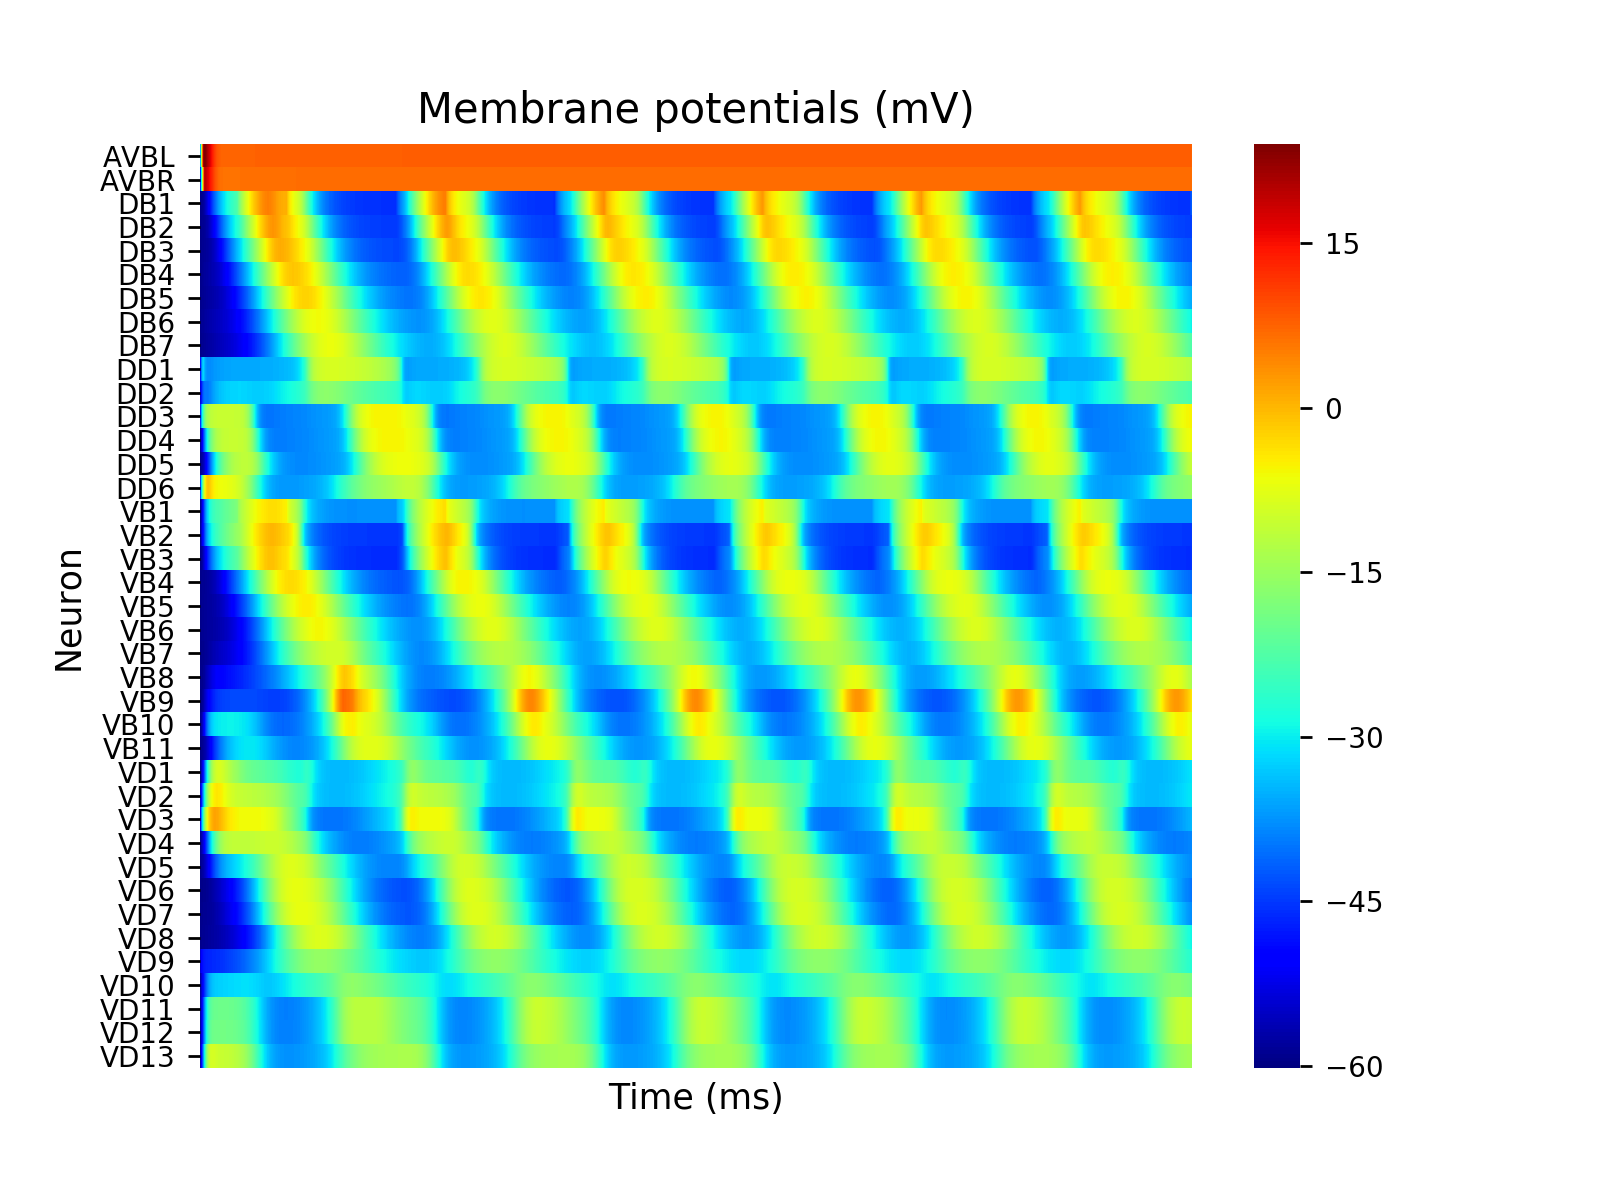 Membrane potentials (mV)
AVBL
AVBR
DB1
DB2
DB3
DB4
DB5
DB6
DB7
DD1
DD2
DD3
DD4
DD5
DD6
VB1
VB2
VB3
VB4
VB5
VB6
VB7
VB8
VB9
VB10
VB11
VD1
VD2
VD3
VD4
VD5
VD6
VD7
VD8
VD9
VD10
VD11
VD12
VD13
Neuron
Time (ms)
15
0
−15
−30
−45
−60